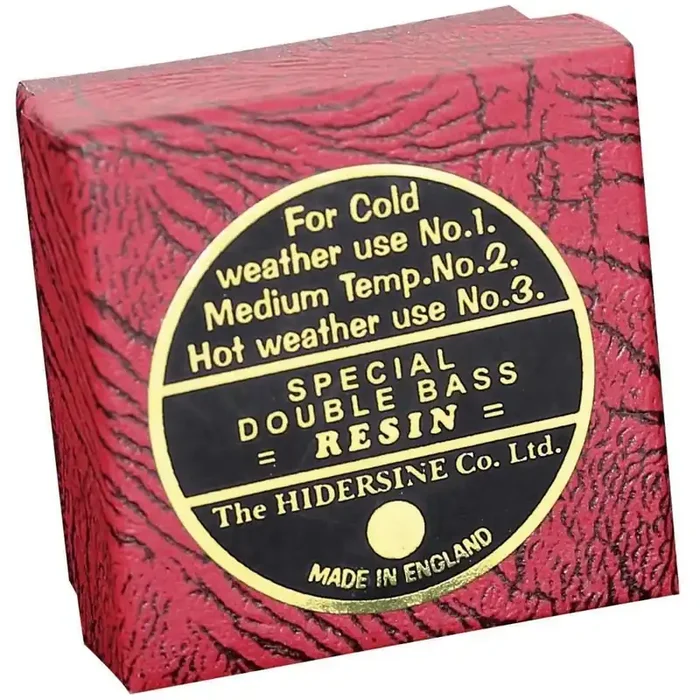 For Cold
weather use No.1.
Medium Temp.No.2.
Hot weather use No.3.
SPECIAL
DOUBLE BASS
= RESIN =
The HIDERSINE Co. Ltd.
MADE IN ENGLAND